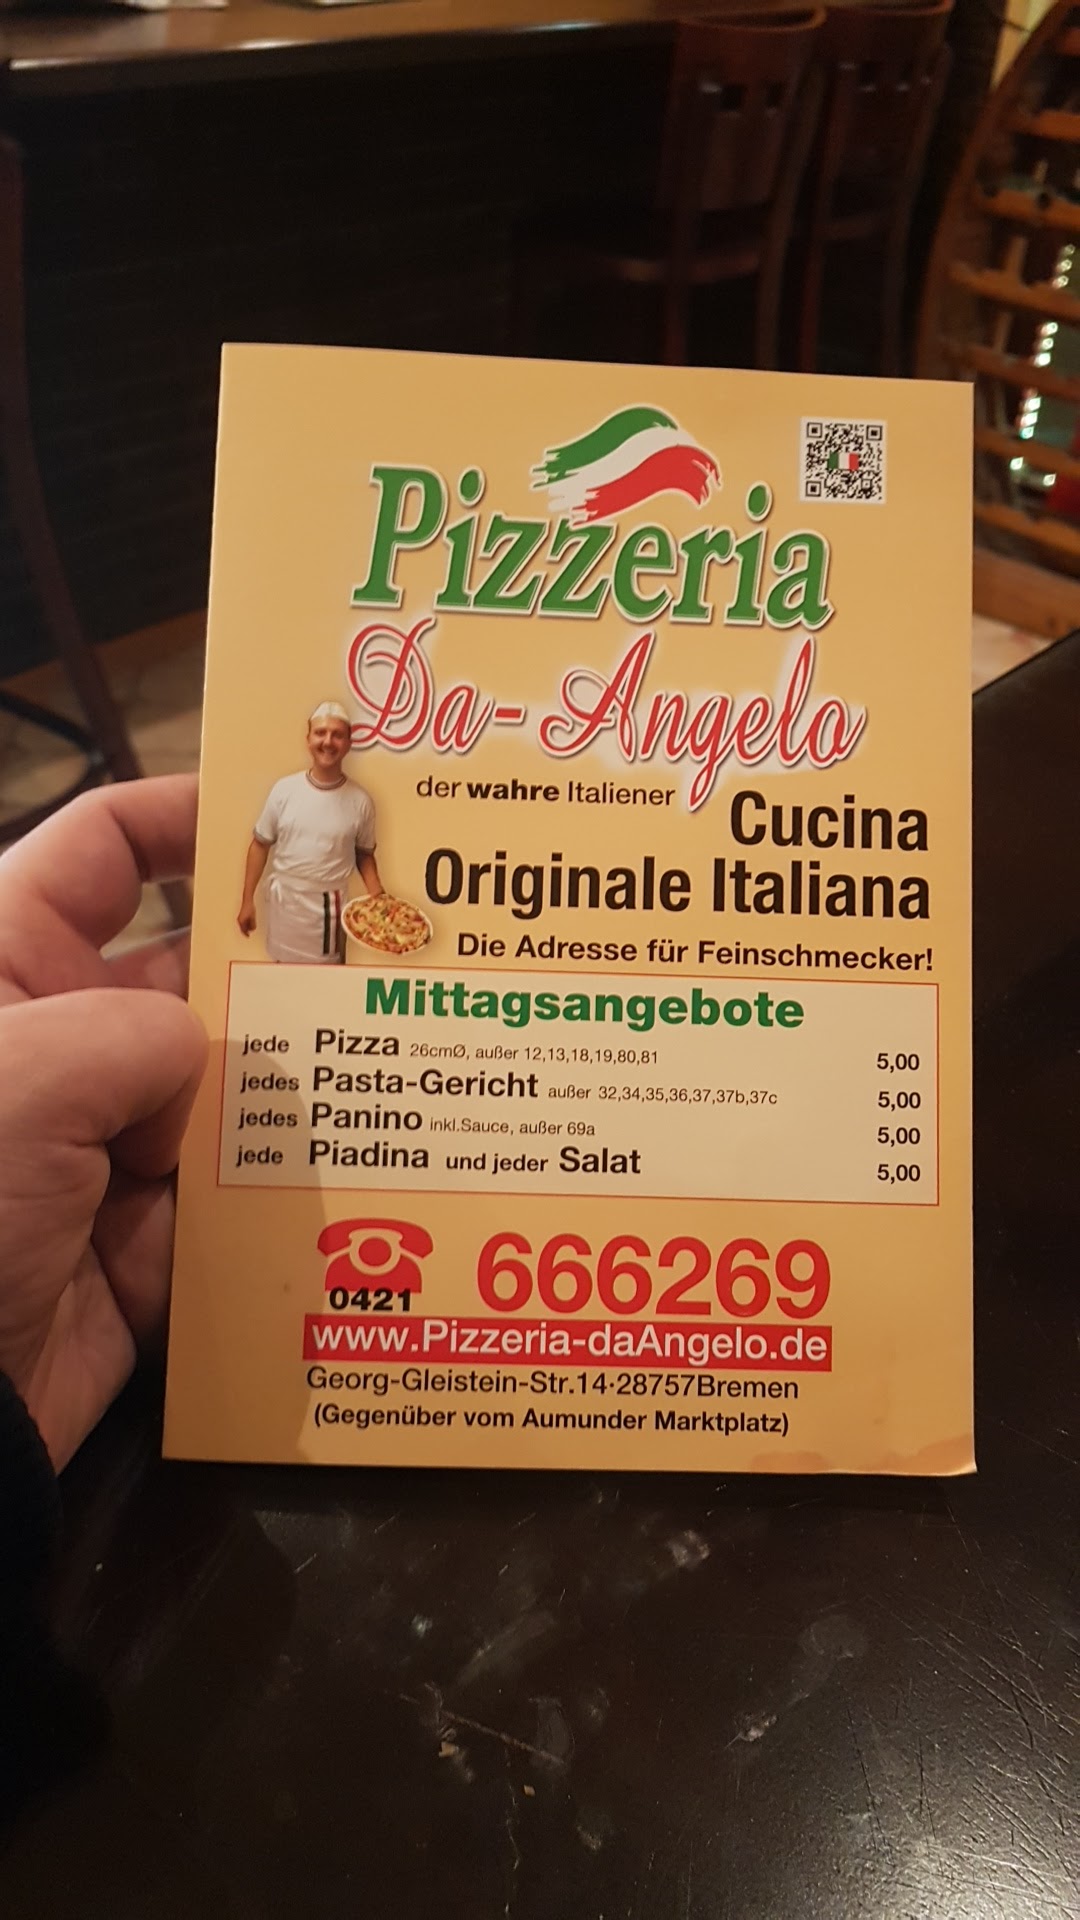 Pizzeria
Da-Angelo
der wahre Italiener
Cucina
Originale Italiana
Die Adresse für Feinschmecker!
Mittagsangebote
jede Pizza 26cmØ, außer 12,13,18,19,80,81 5,00
jedes Pasta-Gericht außer 32,34,35,36,37,37b,37c 5,00
jedes Panino inkl.Sauce, außer 69a 5,00
jede Piadina und jeder Salat 5,00
0421 666269
www.Pizzeria-daAngelo.de
Georg-Gleistein-Str.14·28757Bremen
(Gegenüber vom Aumunder Marktplatz)